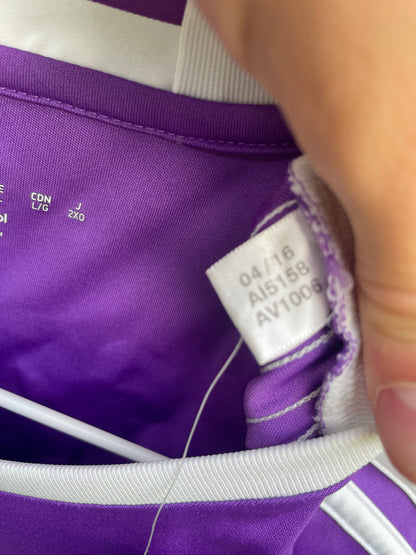 CDN J
L/G 2XO
04/16
AI5158
AV1006